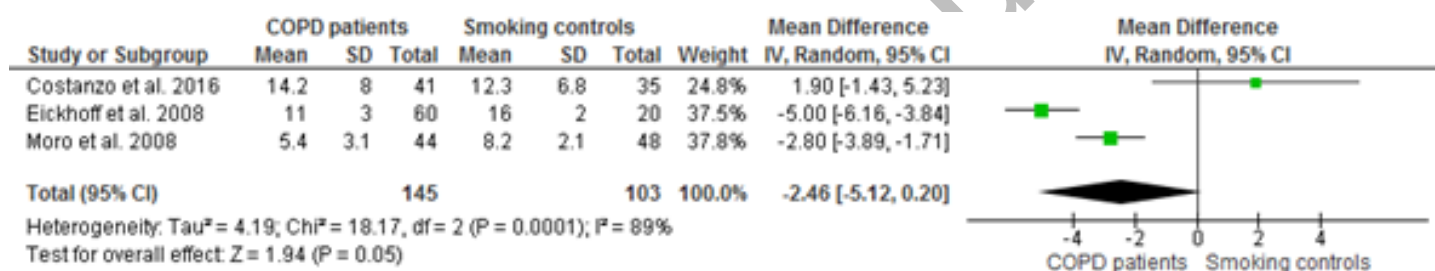 COPD patients Smoking controls Mean Difference Mean Difference
Study or Subgroup Mean SD Total Mean SD Total Weight IV, Random, 95% CI IV, Random, 95% CI
Costanzo et al. 2016 14.2 8 41 12.3 6.8 35 24.8% 1.90 [-1.43, 5.23]
Eickhoff et al. 2008 11 3 60 16 2 20 37.5% -5.00 [-6.16, -3.84]
Moro et al. 2008 5.4 3.1 44 8.2 2.1 48 37.8% -2.80 [-3.89, -1.71]
Total (95% CI) 145 103 100.0% -2.46 [-5.12, 0.20]
Heterogeneity: Tau² = 4.19; Chi² = 18.17, df = 2 (P = 0.0001); I² = 89%
Test for overall effect: Z = 1.94 (P = 0.05)
-4 -2 0 2 4
COPD patients Smoking controls